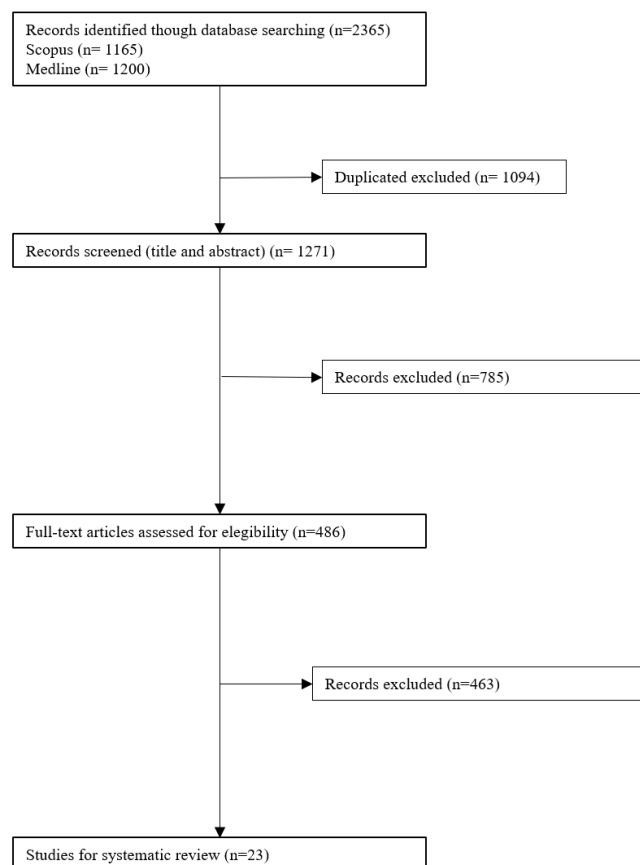 Records identified though database searching (n=2365)
Scopus (n= 1165)
Medline (n= 1200)
Duplicated excluded (n= 1094)
Records screened (title and abstract) (n= 1271)
Records excluded (n=785)
Full-text articles assessed for elegibility (n=486)
Records excluded (n=463)
Studies for systematic review (n=23)